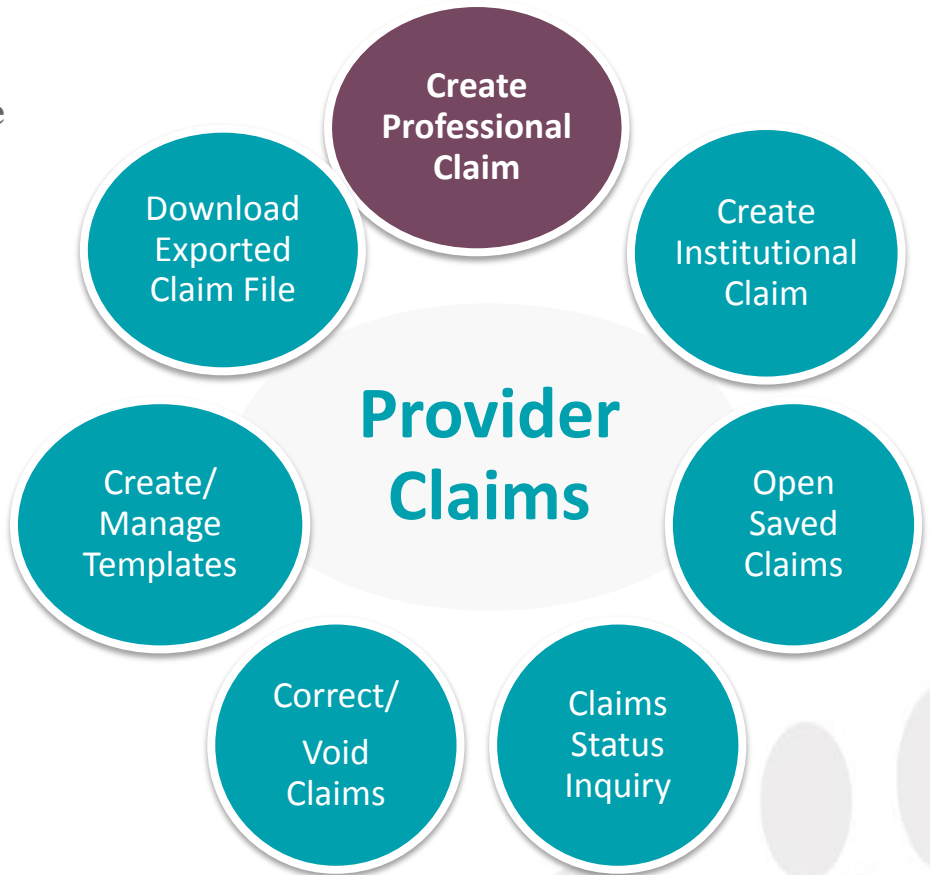 e
Create
Professional
Claim
Create
Institutional
Claim
Open
Saved
Claims
Claims
Status
Inquiry
Correct/
Void
Claims
Create/
Manage
Templates
Download
Exported
Claim File
Provider
Claims